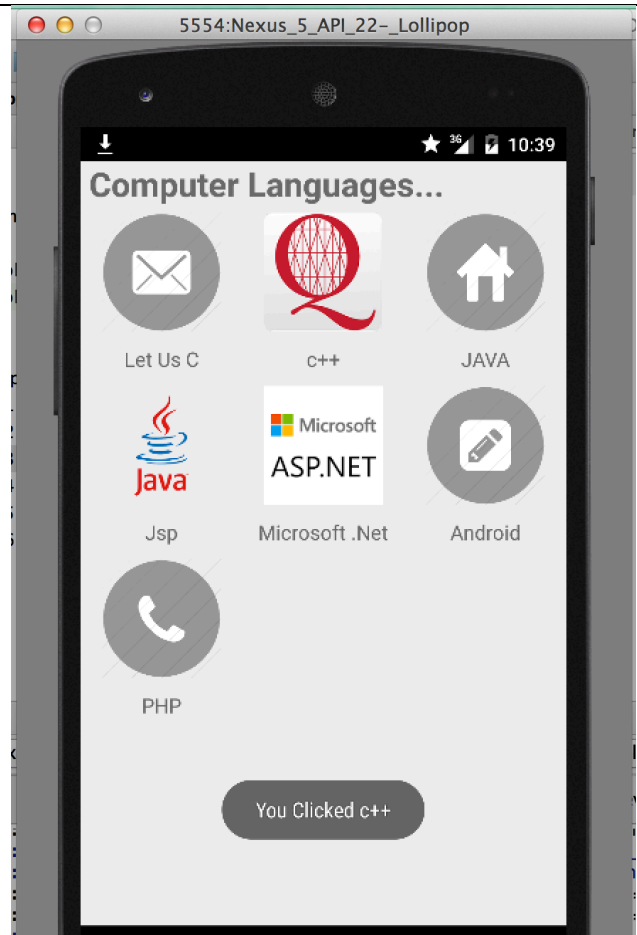 5554:Nexus_5_API_22-_Lollipop
3G 10:39
Computer Languages...
Q
Let Us C c++ JAVA
Java Microsoft
ASP.NET
Jsp Microsoft .Net Android
PHP
You Clicked c++